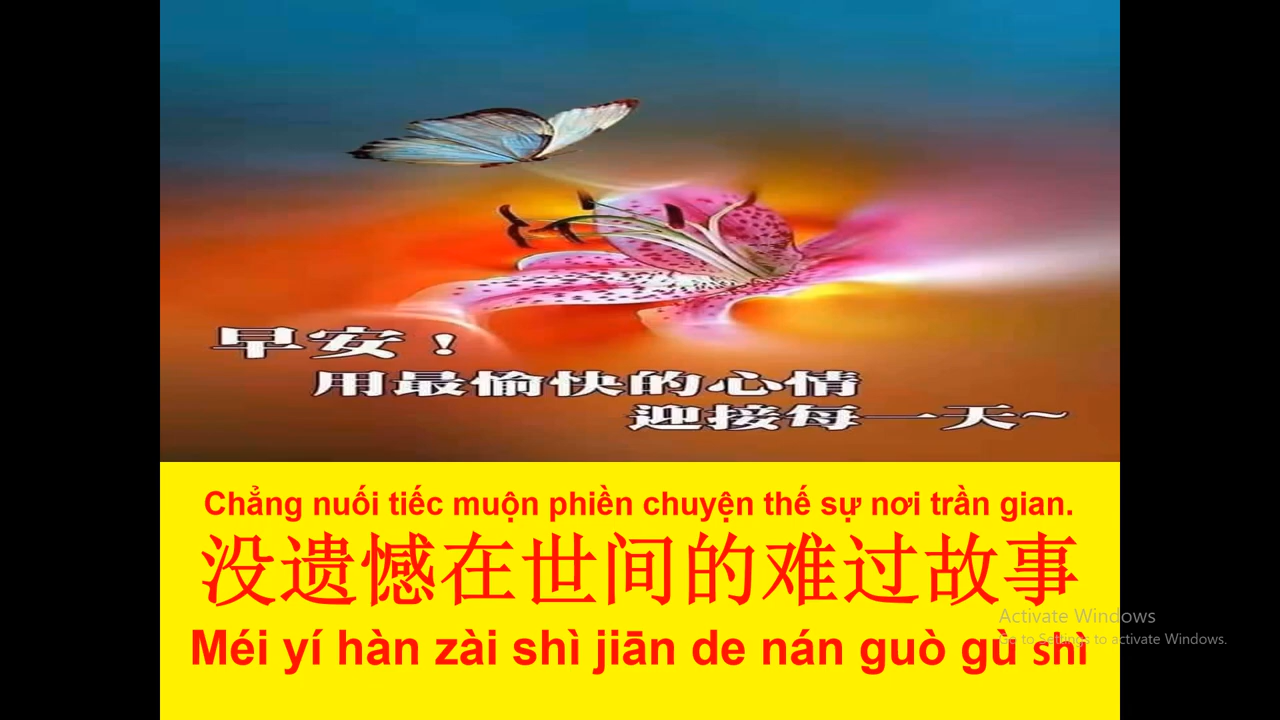 早安！
用最愉快的心情
迎接每一天~
Chẳng nuối tiếc muộn phiền chuyện thế sự nơi trần gian.
没遗憾在世间的难过故事
Méi yí hàn zài shì jiān de nán guò gù shì
Activate Windows
Go to Settings to activate Windows.